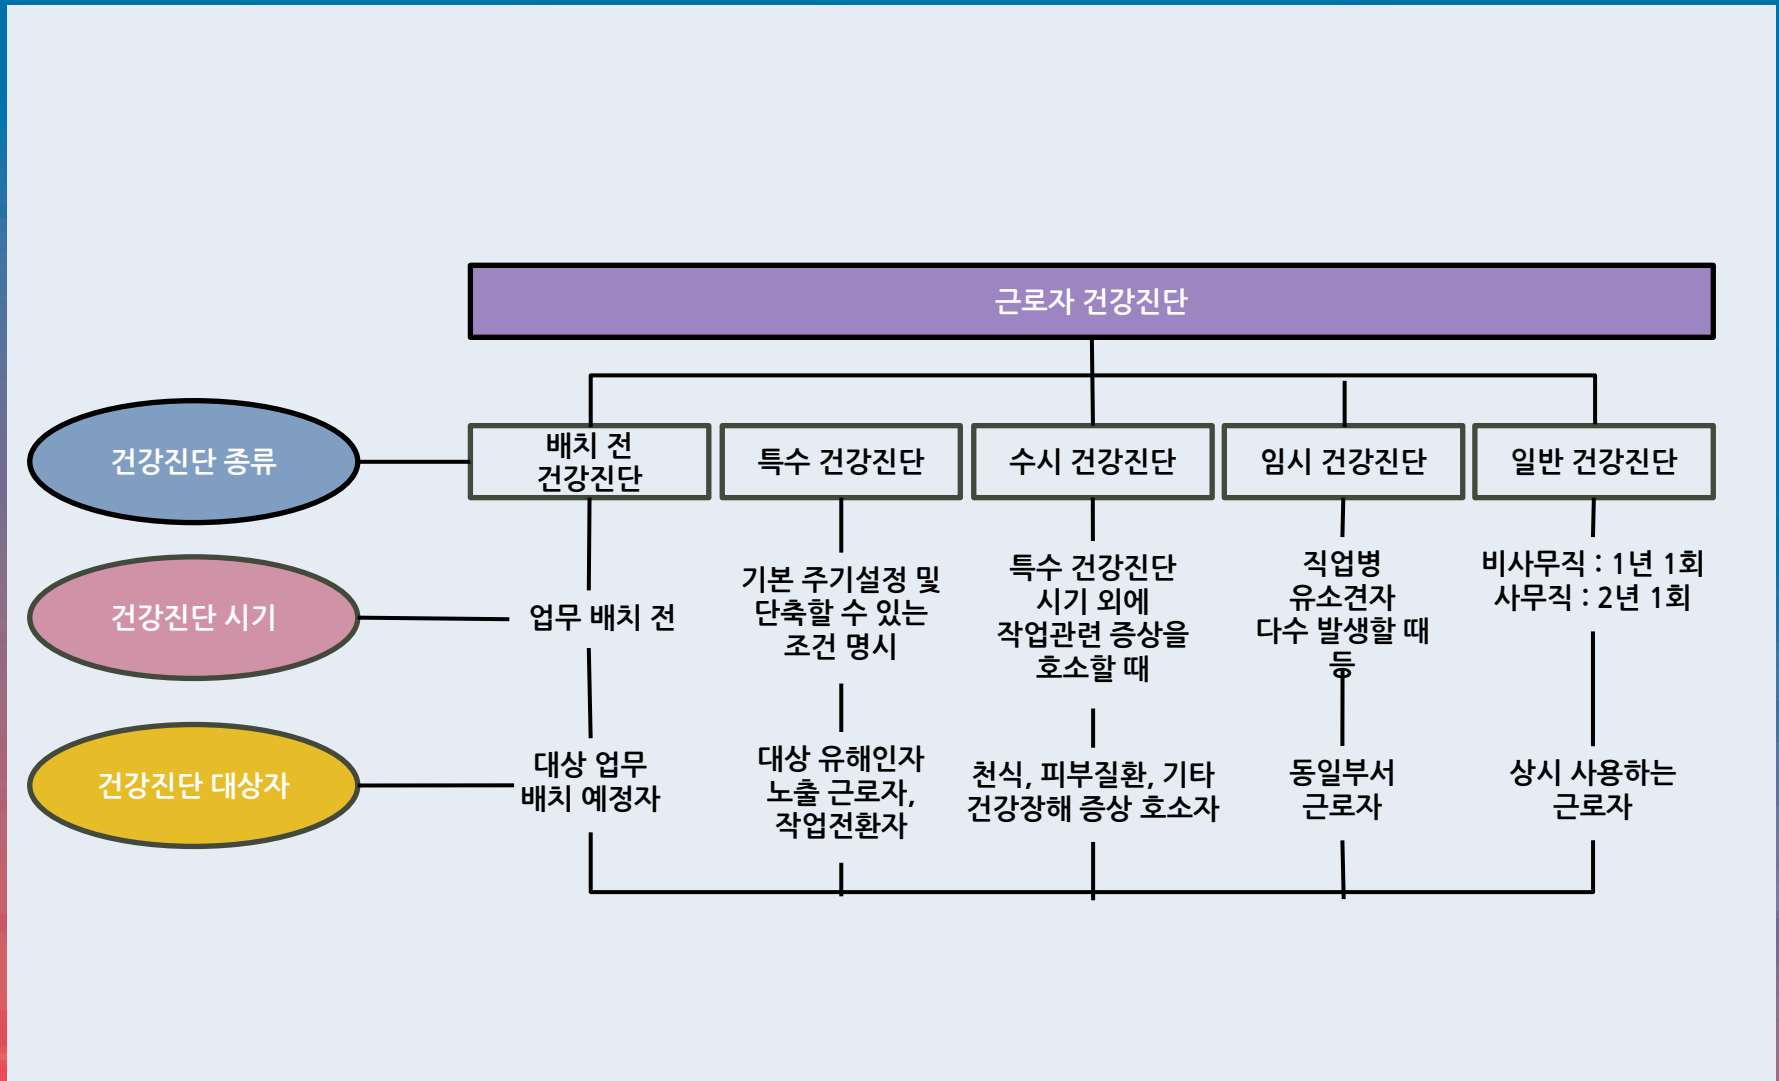 근로자 건강진단
건강진단 종류
배치 전
건강진단
특수 건강진단
수시 건강진단
임시 건강진단
일반 건강진단
건강진단 시기
업무 배치 전
기본 주기설정 및
단축할 수 있는
조건 명시
특수 건강진단
시기 외에
작업관련 증상을
호소할 때
직업병
유소견자
다수 발생할 때
등
비사무직 : 1년 1회
사무직 : 2년 1회
건강진단 대상자
대상 업무
배치 예정자
대상 유해인자
노출 근로자,
작업전환자
천식, 피부질환, 기타
건강장해 증상 호소자
동일부서
근로자
상시 사용하는
근로자